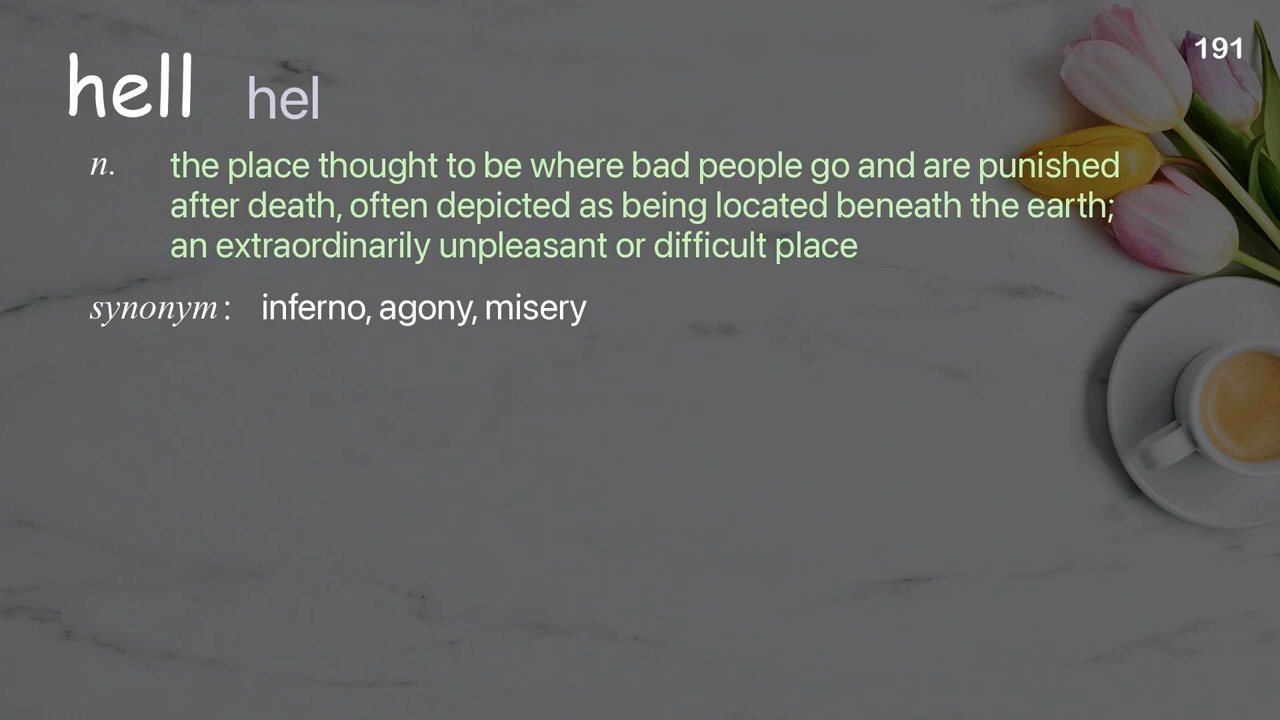 191
hell hel
n. the place thought to be where bad people go and are punished
after death, often depicted as being located beneath the earth;
an extraordinarily unpleasant or difficult place
synonym: inferno, agony, misery